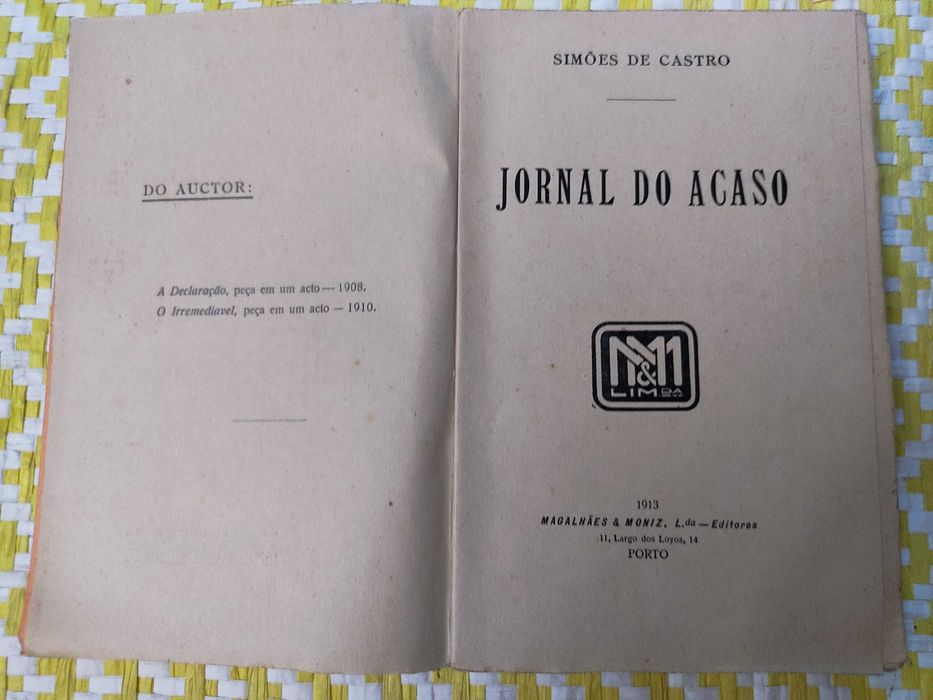 DO AUCTOR:
A Declaração, peça em um acto — 1908.
O Irremediavel, peça em um acto — 1910.
SIMÕES DE CASTRO
JORNAL DO ACASO
M&M
LIM.DA
1913
MAGALHÃES & MONIZ, L.da — Editores
11, Largo dos Loyos, 14
PORTO